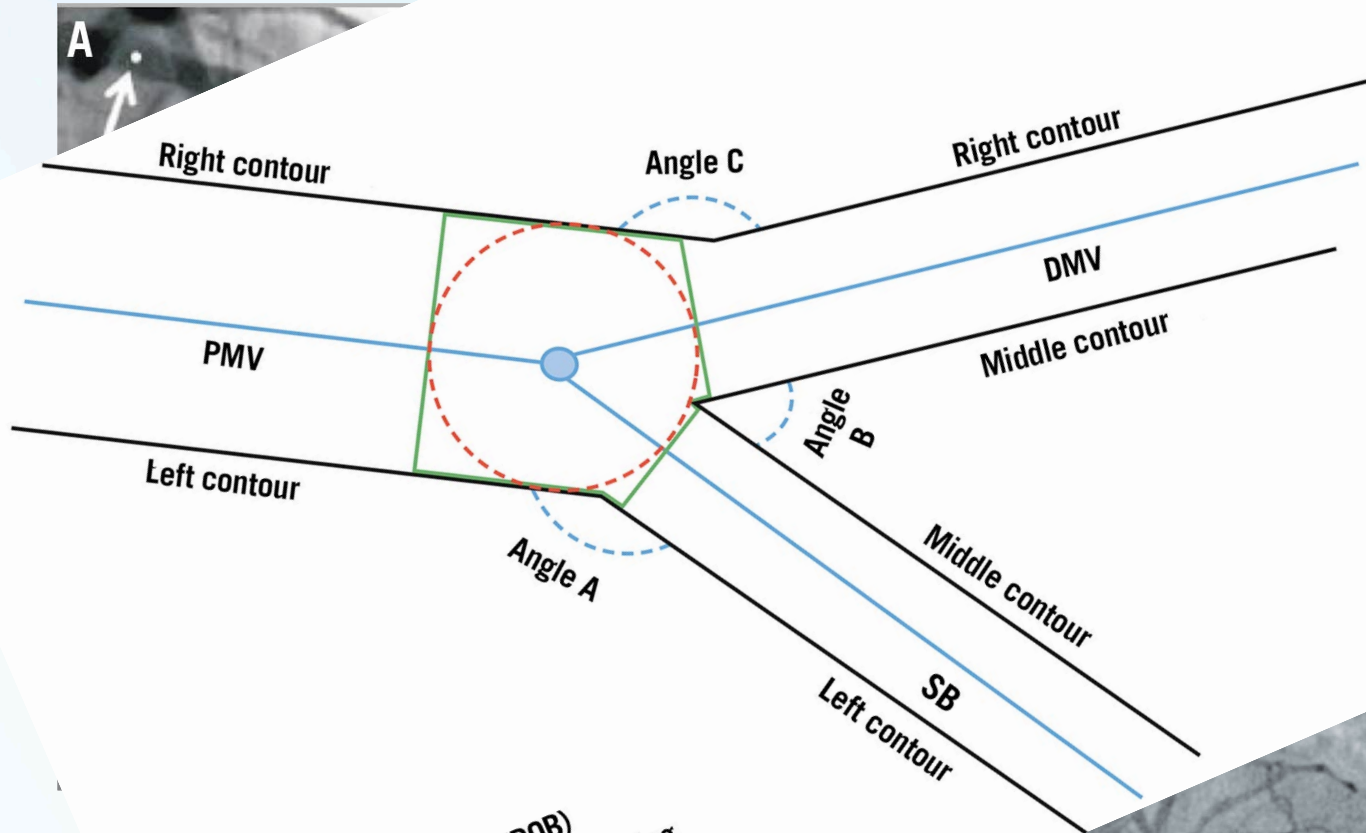 A
Right contour
Angle C
Right contour
PMV
DMV
Middle contour
Left contour
Angle
B
Angle A
Middle contour
SB
Left contour